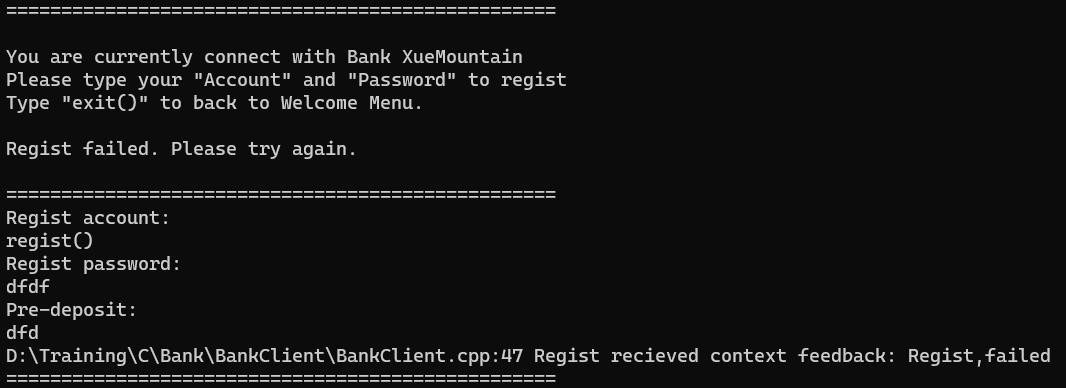 ==================================================
You are currently connect with Bank XueMountain
Please type your "Account" and "Password" to regist
Type "exit()" to back to Welcome Menu.
Regist failed. Please try again.
==================================================
Regist account:
regist()
Regist password:
dfdf
Pre-deposit:
dfd
D:\Training\C\Bank\BankClient\BankClient.cpp:47 Regist recieved context feedback: Regist,failed
==================================================